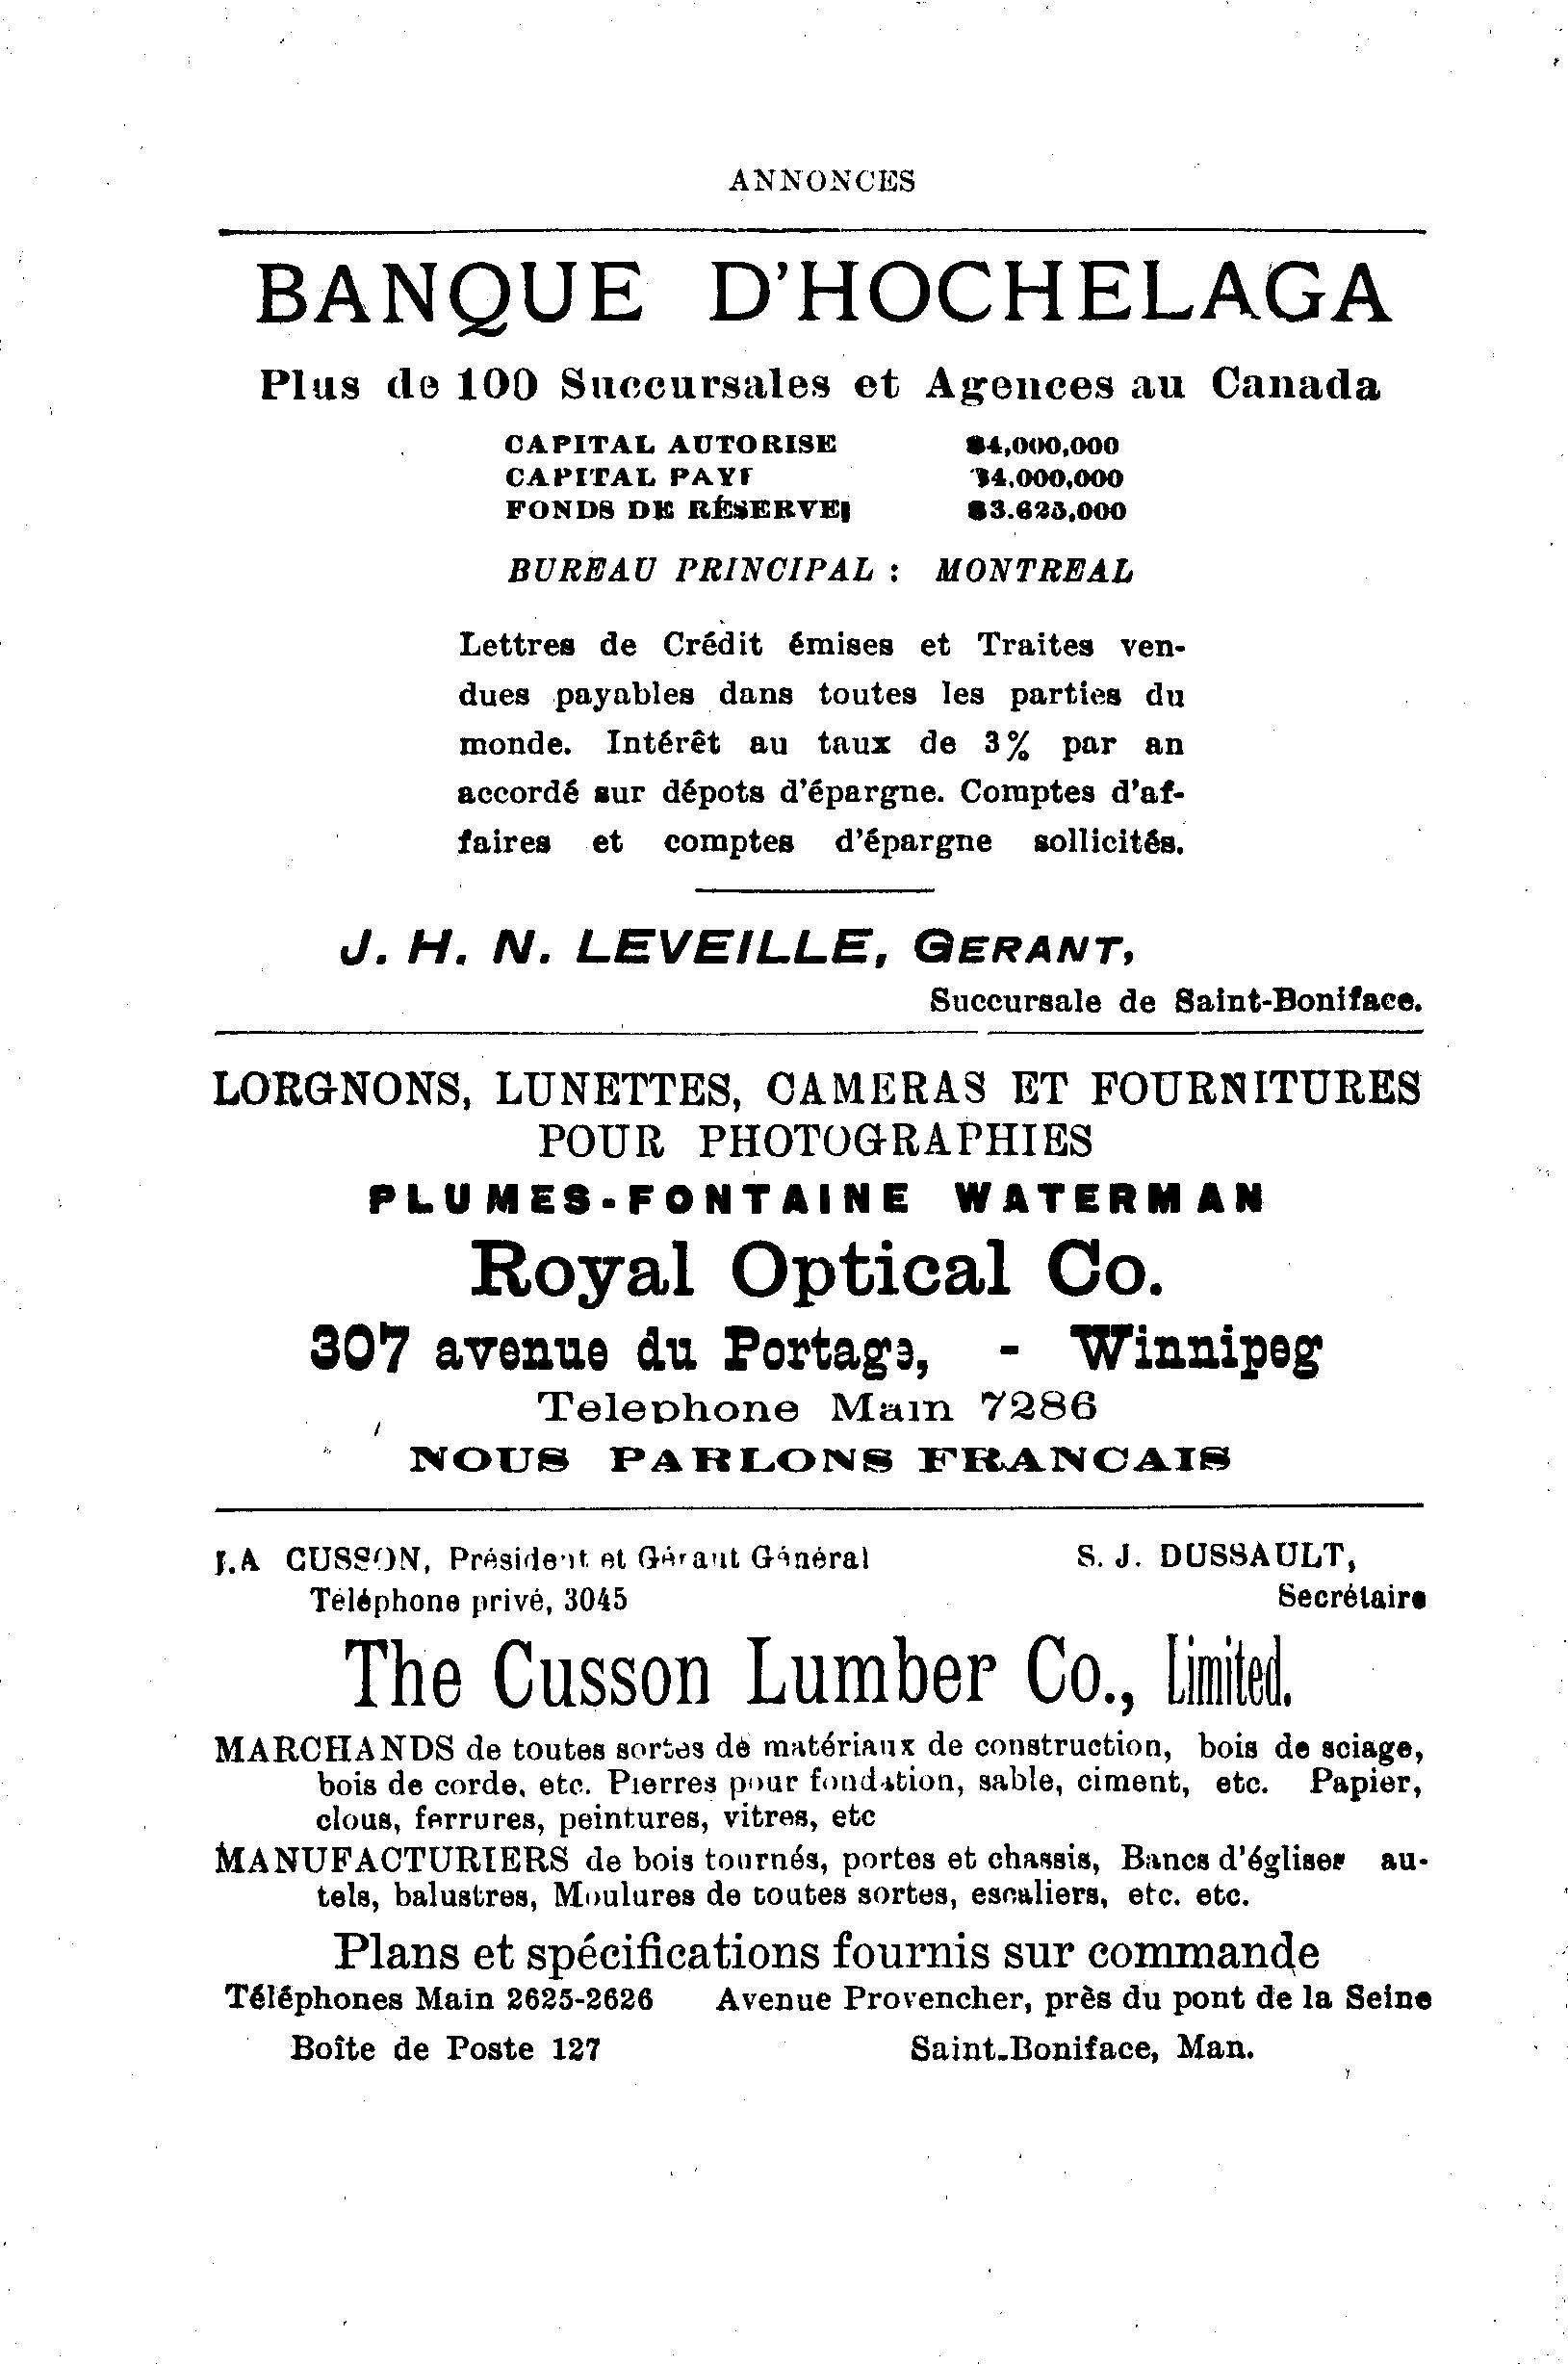 ANNONCES
BANQUE D'HOCHELAGA
Plus de 100 Succursales et Agences au Canada
CAPITAL AUTORISE $4,000,000
CAPITAL PAYE $4,000,000
FONDS DE RÉSERVE $3.625,000
BUREAU PRINCIPAL : MONTREAL
Lettres de Crédit émises et Traites ven-
dues payables dans toutes les parties du
monde. Intérêt au taux de 3% par an
accordé sur dépots d'épargne. Comptes d'af-
faires et comptes d'épargne sollicités.
J. H. N. LEVEILLE, GERANT,
Succursale de Saint-Boniface.
LORGNONS, LUNETTES, CAMERAS ET FOURNITURES
POUR PHOTOGRAPHIES
PLUMES-FONTAINE WATERMAN
Royal Optical Co.
307 avenue du Portage, - Winnipeg
Telephone Main 7286
NOUS PARLONS FRANCAIS
J.A CUSSON, Président et Gérant Général S. J. DUSSAULT,
Téléphone privé, 3045 Secrétaire
The Cusson Lumber Co., Limited.
MARCHANDS de toutes sortes de matériaux de construction, bois de sciage,
bois de corde, etc. Pierres pour fondation, sable, ciment, etc. Papier,
clous, ferrures, peintures, vitres, etc
MANUFACTURIERS de bois tournés, portes et chassis, Bancs d'églises au-
tels, balustres, Moulures de toutes sortes, escaliers, etc. etc.
Plans et spécifications fournis sur commande
Téléphones Main 2625-2626 Avenue Provencher, près du pont de la Seine
Boîte de Poste 127 Saint-Boniface, Man.